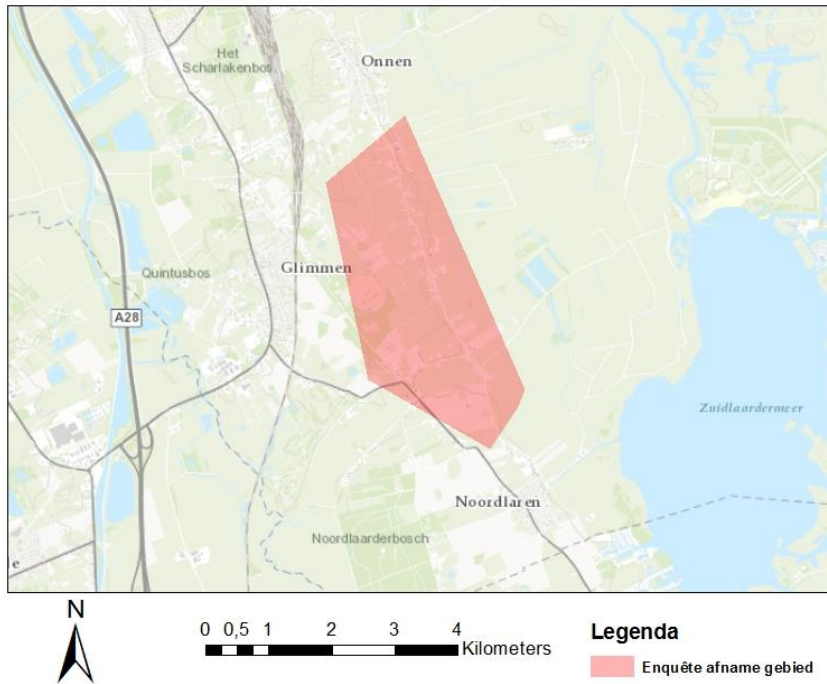 Het
Scharlakenbos
Onnen
Glimmen
Quintusbos
A28
Zuidlaardermeer
Noordlaren
Noordlaarderbosch
le
N
0 0,5 1 2 3 4
Kilometers
Legenda
Enquête afname gebied